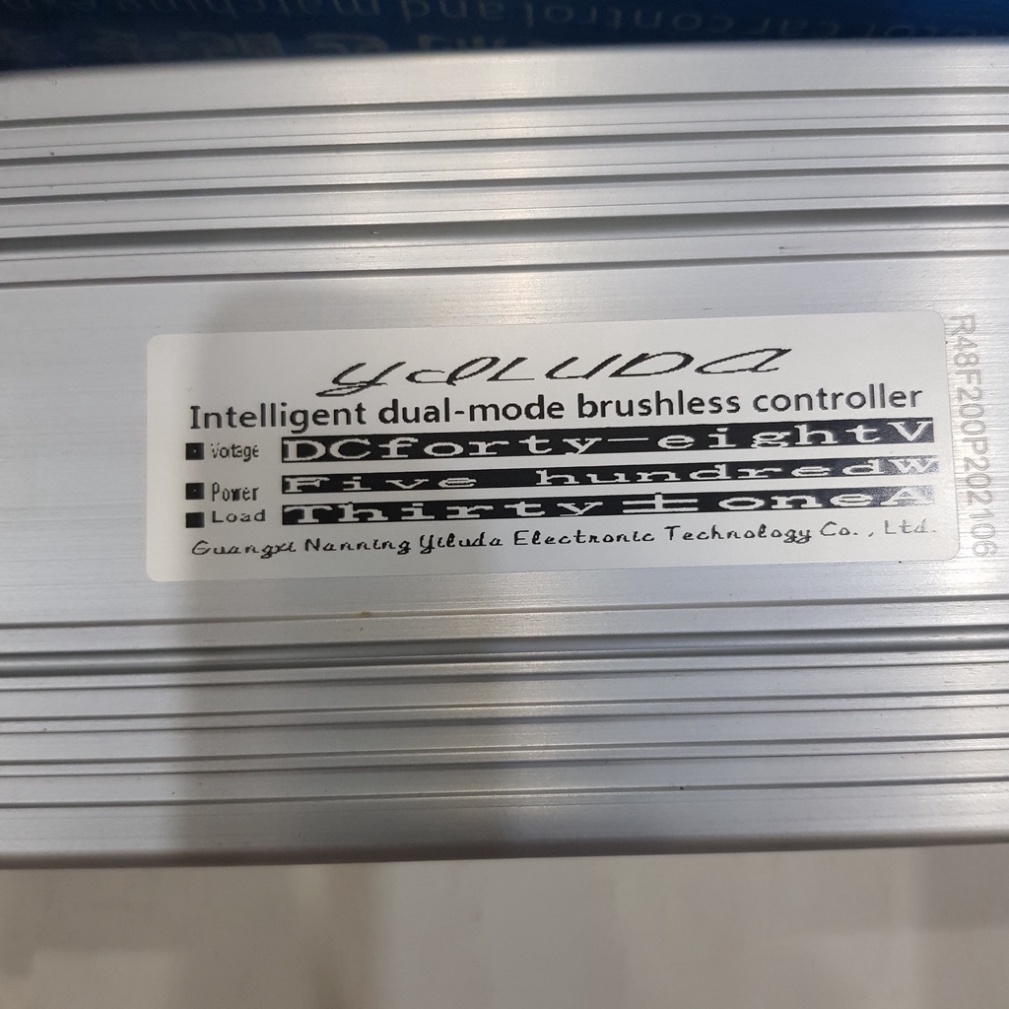 YILUDA
Intelligent dual-mode brushless controller
Votage DCforty-eightV
Power Five hundredW
Load Thirty±oneA
Guangxi Nanning Yiluda Electronic Technology Co. , Ltd.
R48F200P202106